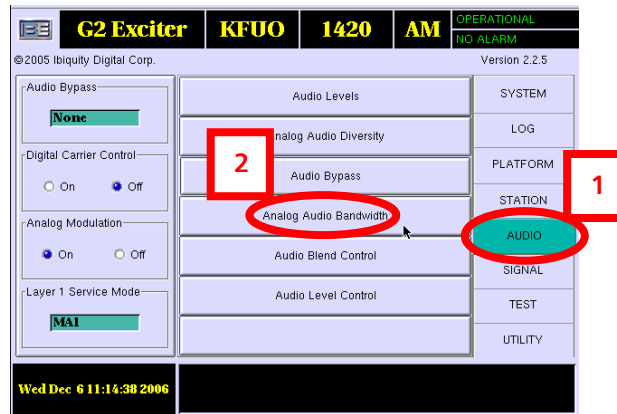 G2 Exciter KFUO 1420 AM OPERATIONAL
NO ALARM
©2005 Ibiquity Digital Corp. Version 2.2.5
Audio Bypass
None
Digital Carrier Control
On Off
Analog Modulation
On Off
Layer 1 Service Mode
MA1
Audio Levels
Analog Audio Diversity
Audio Bypass
Analog Audio Bandwidth
Audio Blend Control
Audio Level Control
2
SYSTEM
LOG
PLATFORM
STATION
AUDIO
SIGNAL
TEST
UTILITY
1
Wed Dec 6 11:14:38 2006